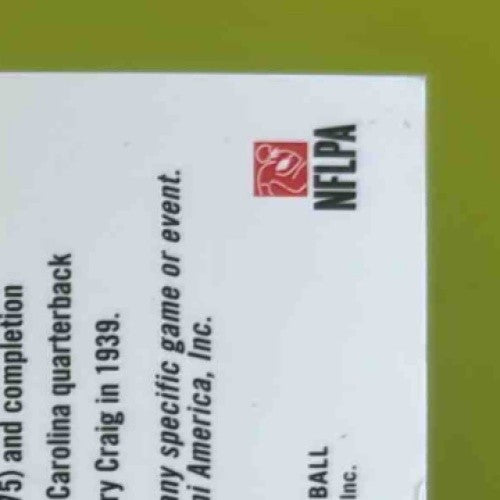 5) and completion
Carolina quarterback
ry Craig in 1939.
ny specific game or event.
ni America, Inc.
BALL
Inc.
NFLPA